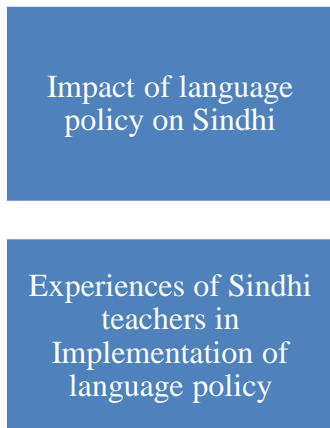 Impact of language
policy on Sindhi
Experiences of Sindhi
teachers in
Implementation of
language policy